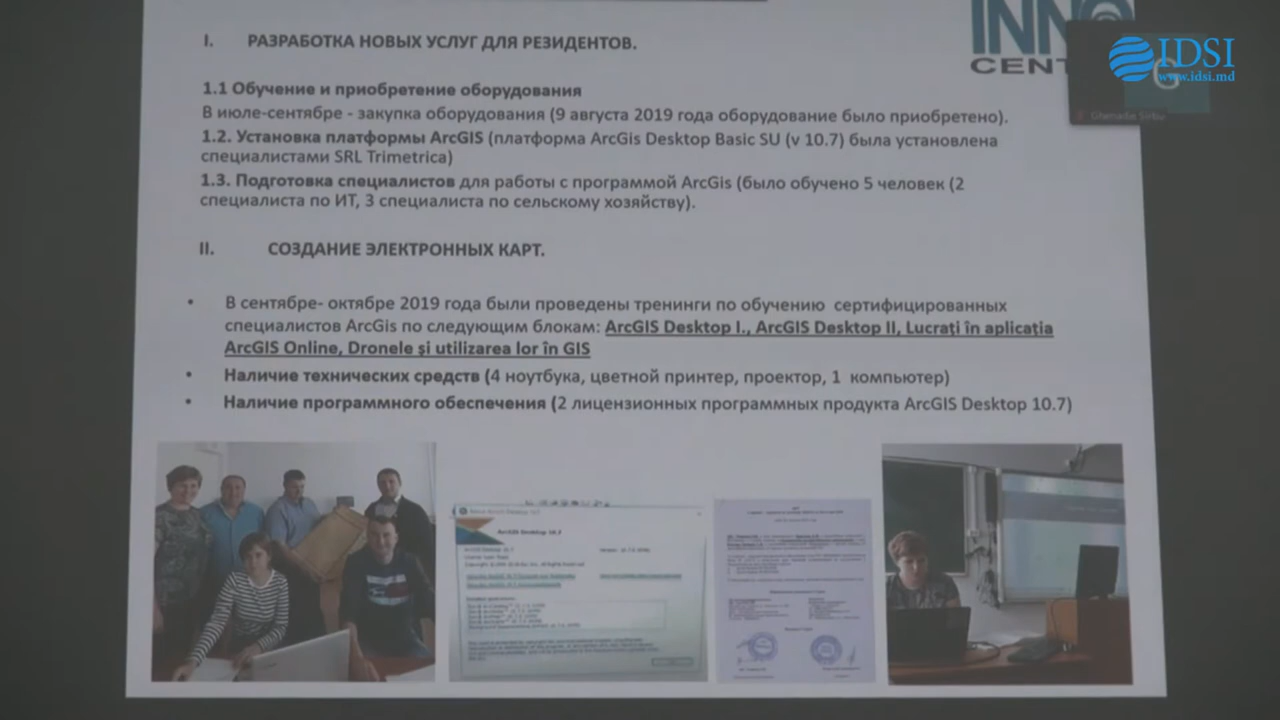 I. РАЗРАБОТКА НОВЫХ УСЛУГ ДЛЯ РЕЗИДЕНТОВ.
INNO
CENT
IDSI
www.idsi.md
G
Ghenadie Sirbu
1.1 Обучение и приобретение оборудования
В июле-сентябре - закупка оборудования (9 августа 2019 года оборудование было приобретено).
1.2. Установка платформы ArcGIS (платформа ArcGis Desktop Basic SU (v 10.7) была установлена
специалистами SRL Trimetrica)
1.3. Подготовка специалистов для работы с программой ArcGis (было обучено 5 человек (2
специалиста по ИТ, 3 специалиста по сельскому хозяйству).
II. СОЗДАНИЕ ЭЛЕКТРОННЫХ КАРТ.
• В сентябре- октябре 2019 года были проведены тренинги по обучению сертифицированных
специалистов ArcGis по следующим блокам: ArcGIS Desktop I., ArcGIS Desktop II, Lucrați în aplicația
ArcGIS Online, Dronele și utilizarea lor în GIS
• Наличие технических средств (4 ноутбука, цветной принтер, проектор, 1 компьютер)
• Наличие программного обеспечения (2 лицензионных программных продукта ArcGIS Desktop 10.7)